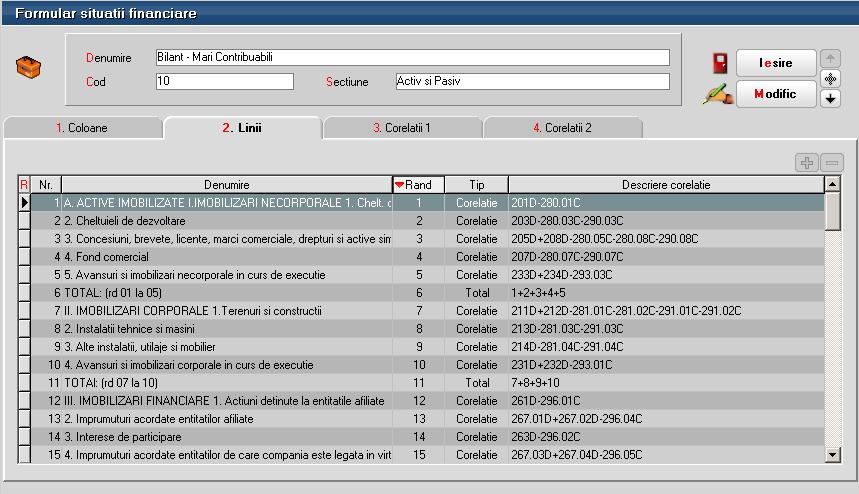 Formular situatii financiare
Denumire Bilant - Mari Contribuabili
Cod 10 Sectiune Activ si Pasiv
Iesire
Modific
1. Coloane 2. Linii 3. Corelatii 1 4. Corelatii 2
R Nr. Denumire Rand Tip Descriere corelatie
1 A. ACTIVE IMOBILIZATE I.IMOBILIZARI NECORPORALE 1. Chelt. 1 Corelatie 201D-280.01C
2 2. Cheltuieli de dezvoltare 2 Corelatie 203D-280.03C-290.03C
3 3. Concesiuni, brevete, licente, marci comerciale, drepturi si active sim 3 Corelatie 205D+208D-280.05C-280.08C-290.08C
4 4. Fond comercial 4 Corelatie 207D-280.07C-290.07C
5 5. Avansuri si imobilizari necorporale in curs de executie 5 Corelatie 233D+234D-293.03C
6 TOTAL: (rd 01 la 05) 6 Total 1+2+3+4+5
7 II. IMOBILIZARI CORPORALE 1.Terenuri si constructii 7 Corelatie 211D+212D-281.01C-281.02C-291.01C-291.02C
8 2. Instalatii tehnice si masini 8 Corelatie 213D-281.03C-291.03C
9 3. Alte instalatii, utilaje si mobilier 9 Corelatie 214D-281.04C-291.04C
10 4. Avansuri si imobilizari corporale in curs de executie 10 Corelatie 231D+232D-293.01C
11 TOTAl: (rd 07 la 10) 11 Total 7+8+9+10
12 III. IMOBILIZARI FINANCIARE 1. Actiuni detinute la entitatile afiliate 12 Corelatie 261D-296.01C
13 2. Imprumuturi acordate entitatilor afiliate 13 Corelatie 267.01D+267.02D-296.04C
14 3. Interese de participare 14 Corelatie 263D-296.02C
15 4. Imprumuturi acordate entitatilor de care compania este legata in virt 15 Corelatie 267.03D+267.04D-296.05C